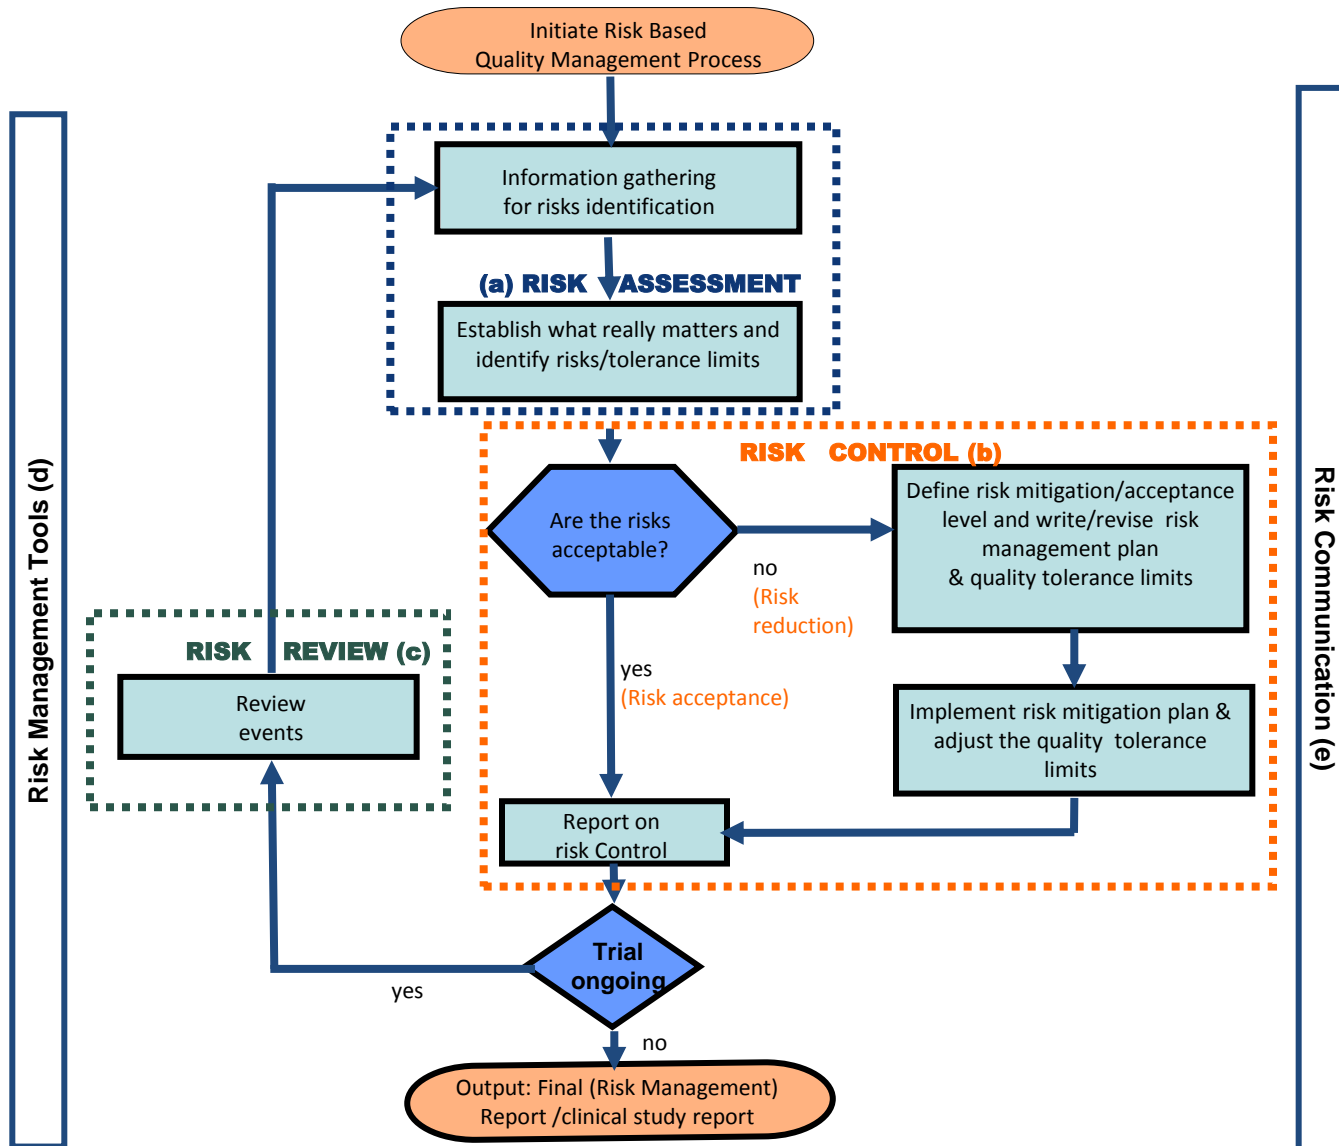 Initiate Risk Based
Quality Management Process
Information gathering
for risks identification
(a) RISK ASSESSMENT
Establish what really matters and
identify risks/tolerance limits
RISK CONTROL (b)
Are the risks
acceptable?
Define risk mitigation/acceptance
level and write/revise risk
management plan
& quality tolerance limits
no
(Risk
reduction)
yes
(Risk acceptance)
Implement risk mitigation plan &
adjust the quality tolerance
limits
Report on
risk Control
RISK REVIEW (c)
Review
events
Trial
ongoing
yes
no
Output: Final (Risk Management)
Report /clinical study report
Risk Management Tools (d)
Risk Communication (e)